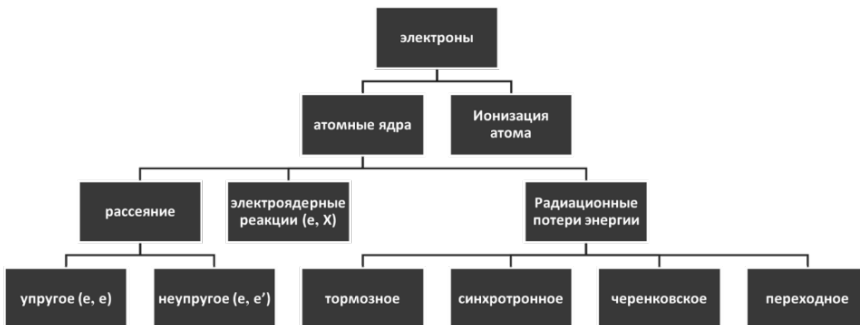 электроны
атомные ядра
Ионизация
атома
рассеяние
электроядерные
реакции (e, X)
Радиационные
потери энергии
упругое (e, e)
неупругое (e, e′)
тормозное
синхротронное
черенковское
переходное